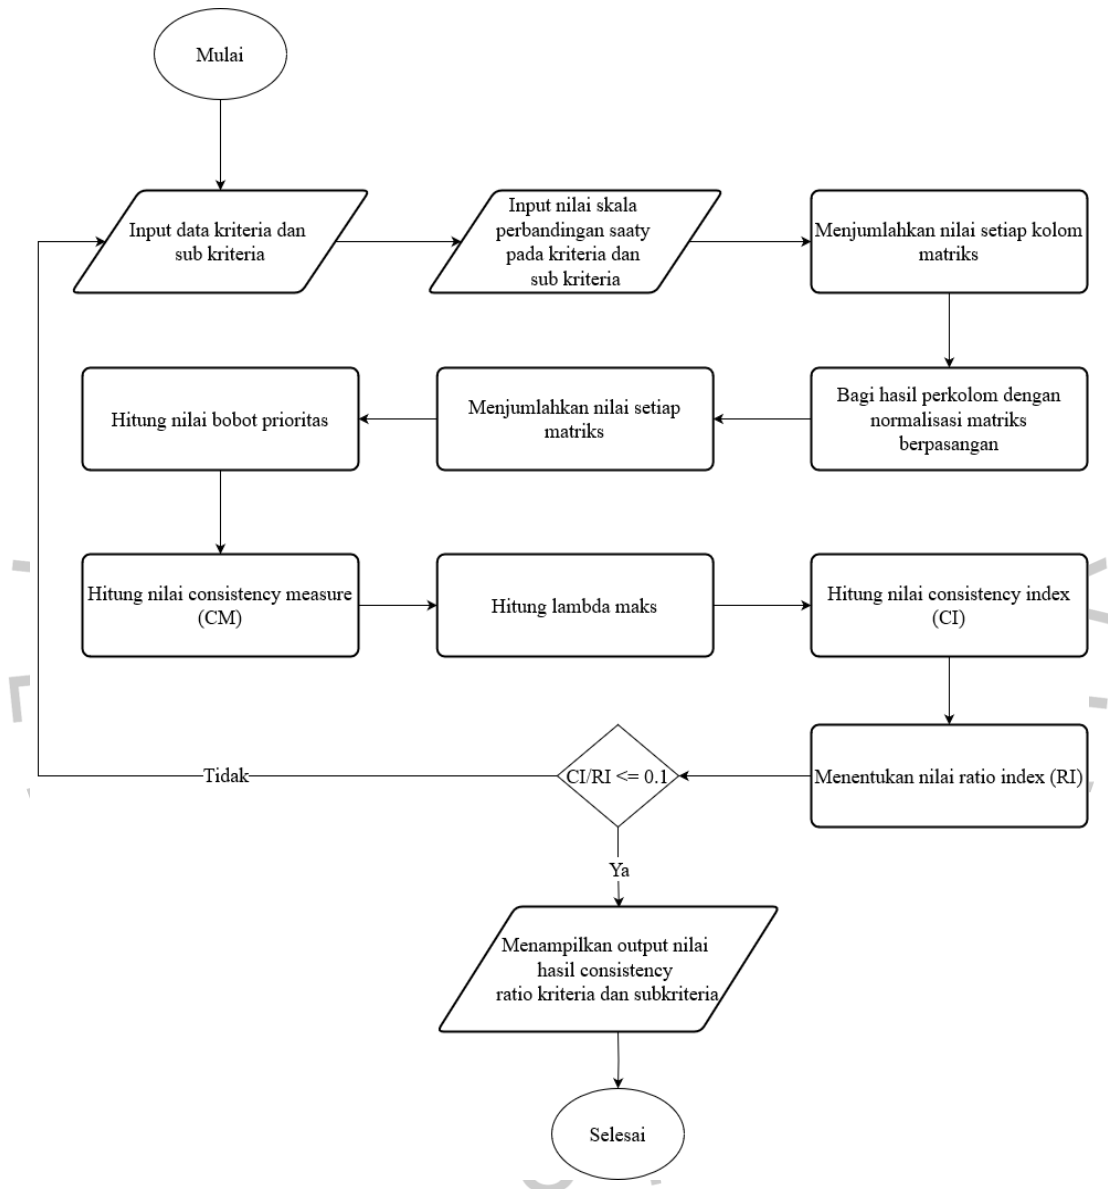 Mulai
Input data kriteria dan
sub kriteria
Input nilai skala
perbandingan saaty
pada kriteria dan
sub kriteria
Menjumlahkan nilai setiap kolom
matriks
Bagi hasil perkolom dengan
normalisasi matriks
berpasangan
Menjumlahkan nilai setiap
matriks
Hitung nilai bobot prioritas
Hitung nilai consistency measure
(CM)
Hitung lambda maks
Hitung nilai consistency index
(CI)
Menentukan nilai ratio index (RI)
CI/RI <= 0.1
Tidak
Ya
Menampilkan output nilai
hasil consistency
ratio kriteria dan subkriteria
Selesai